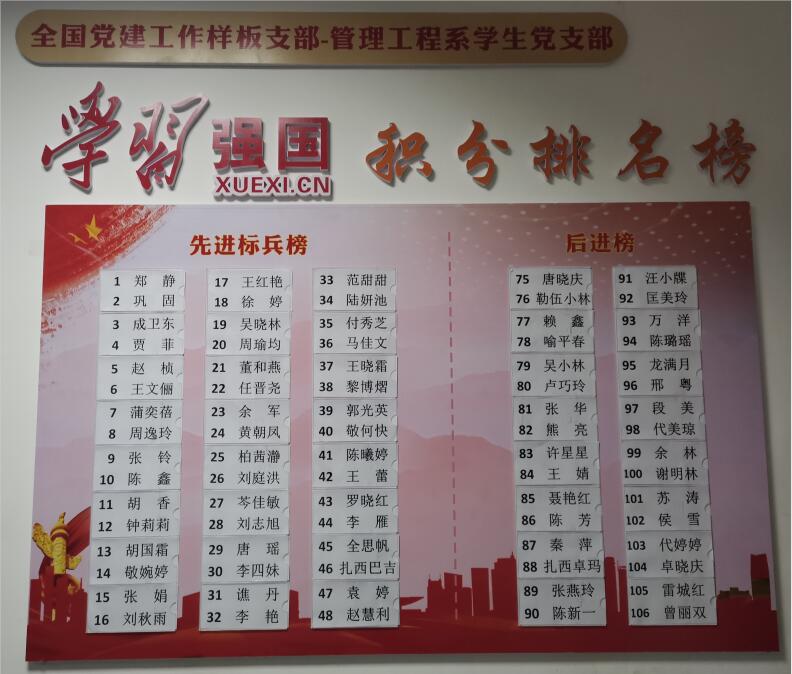 全国党建工作样板支部-管理工程系学生党支部
學習强国 积分排名榜
XUEXI.CN
先进标兵榜
1 郑静
2 巩固
3 成卫东
4 贾菲
5 赵桢
6 王文俪
7 蒲奕蓓
8 周逸玲
9 张铃
10 陈鑫
11 胡香
12 钟莉莉
13 胡国霜
14 敬婉婷
15 张娟
16 刘秋雨
17 王红艳
18 徐婷
19 吴晓林
20 周瑜均
21 董和燕
22 任晋尧
23 余军
24 黄朝凤
25 柏茜瀞
26 刘庭洪
27 岑佳敏
28 刘志旭
29 唐瑶
30 李四妹
31 谯丹
32 李艳
33 范甜甜
34 陆妍池
35 付秀芝
36 马佳文
37 王晓霜
38 黎博熠
39 郭光英
40 敬何快
41 陈曦婷
42 王蕾
43 罗晓红
44 李雁
45 全思帆
46 扎西巴吉
47 袁婷
48 赵慧利
后进榜
75 唐晓庆
76 勒伍小林
77 赖鑫
78 喻平春
79 吴小林
80 卢巧玲
81 张华
82 熊亮
83 许星星
84 王婧
85 聂艳红
86 陈芳
87 秦萍
88 扎西卓玛
89 张燕玲
90 陈新一
91 汪小牒
92 匡美玲
93 万洋
94 陈璐瑶
95 龙满月
96 邢粤
97 段美
98 代美琼
99 余林
100 谢明林
101 苏涛
102 侯雪
103 代婷婷
104 卓晓庆
105 雷城红
106 曾丽双